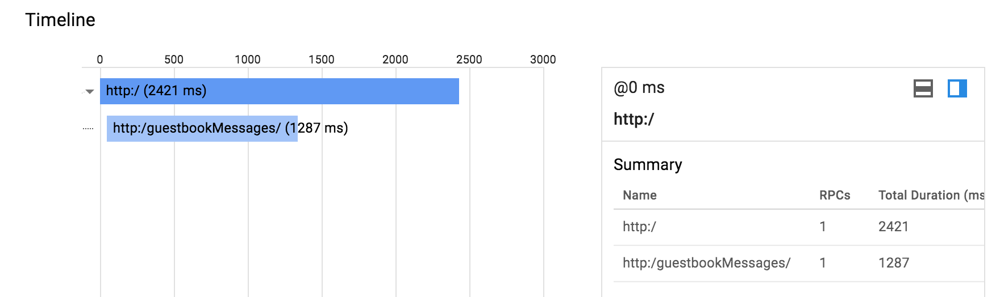 Timeline
0 500 1000 1500 2000 2500 3000
http:/ (2421 ms)
http:/guestbookMessages/ (1287 ms)
@0 ms
http:/
Summary
Name RPCs Total Duration (ms
http:/ 1 2421
http:/guestbookMessages/ 1 1287